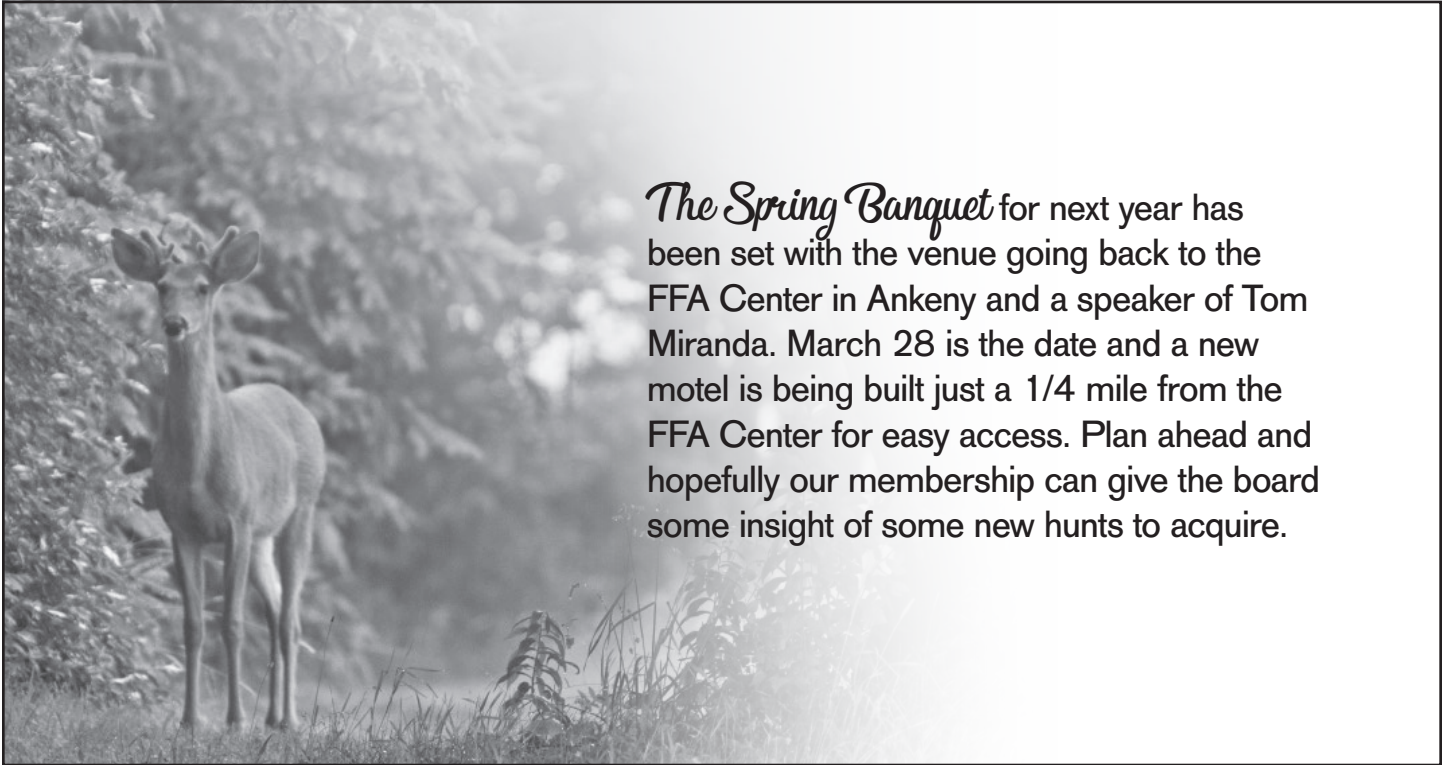 The Spring Banquet for next year has
been set with the venue going back to the
FFA Center in Ankeny and a speaker of Tom
Miranda. March 28 is the date and a new
motel is being built just a 1/4 mile from the
FFA Center for easy access. Plan ahead and
hopefully our membership can give the board
some insight of some new hunts to acquire.